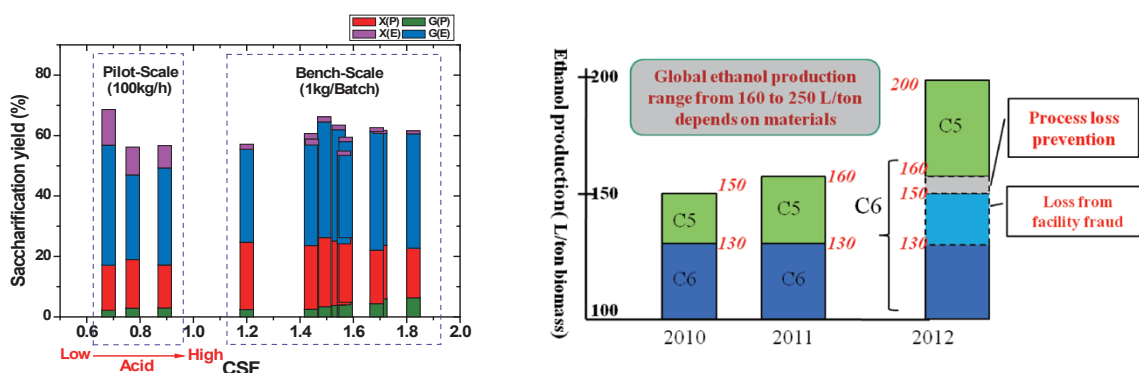 X(P) G(P)
X(E) G(E)
Saccharification yield (%)
80
60
40
20
0
Pilot-Scale
(100kg/h)
Bench-Scale
(1kg/Batch)
0.6 0.8 1.0 1.2 1.4 1.6 1.8 2.0
Low High
Acid
CSF
Ethanol production( L/ton biomass)
200
150
100
Global ethanol production
range from 160 to 250 L/ton
depends on materials
150
C5
130
C6
2010
160
C5
130
C6
2011
C6
200
C5
160
150
130
2012
Process loss
prevention
Loss from
facility fraud